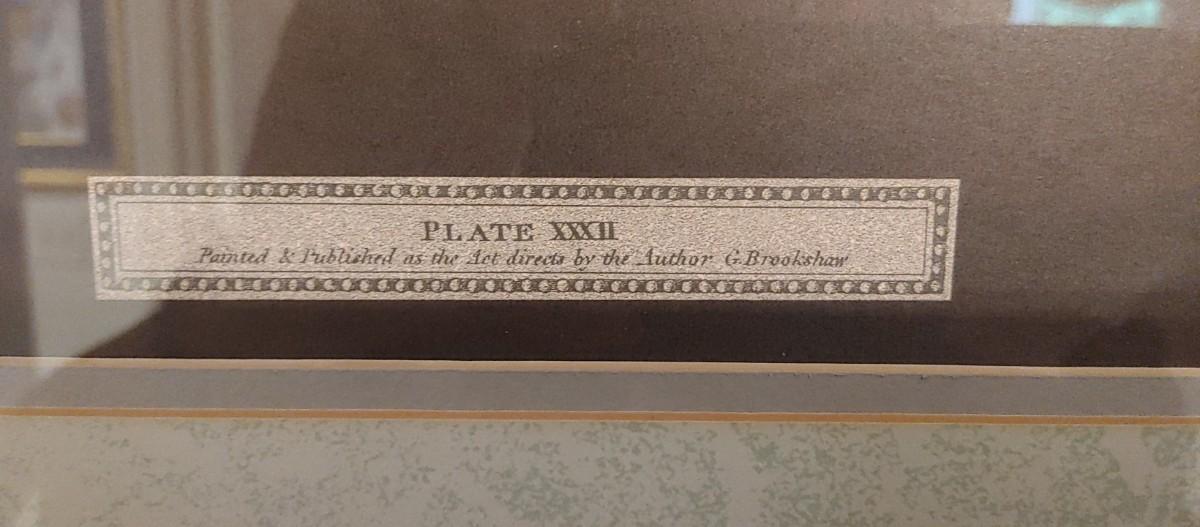 PLATE XXXII
Painted & Published as the Act directs by the Author G. Brookshaw